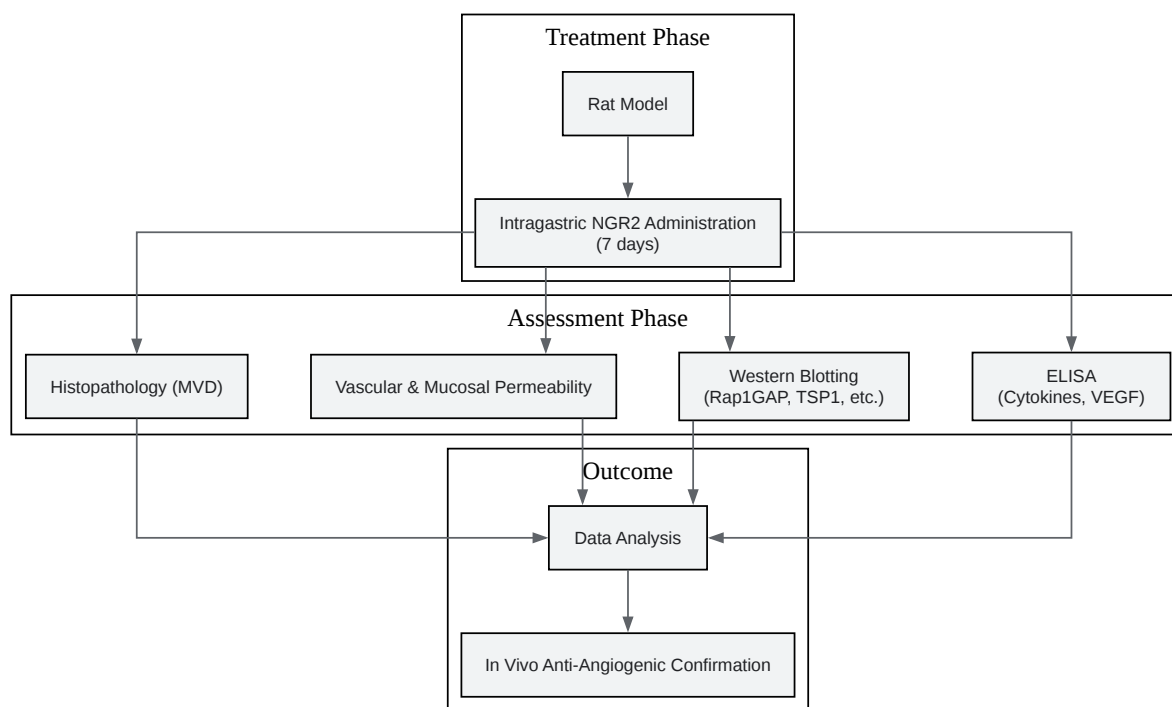 Treatment Phase
Rat Model
Intragastric NGR2 Administration
(7 days)
Assessment Phase
Histopathology (MVD)
Vascular & Mucosal Permeability
Western Blotting
(Rap1GAP, TSP1, etc.)
ELISA
(Cytokines, VEGF)
Outcome
Data Analysis
In Vivo Anti-Angiogenic Confirmation